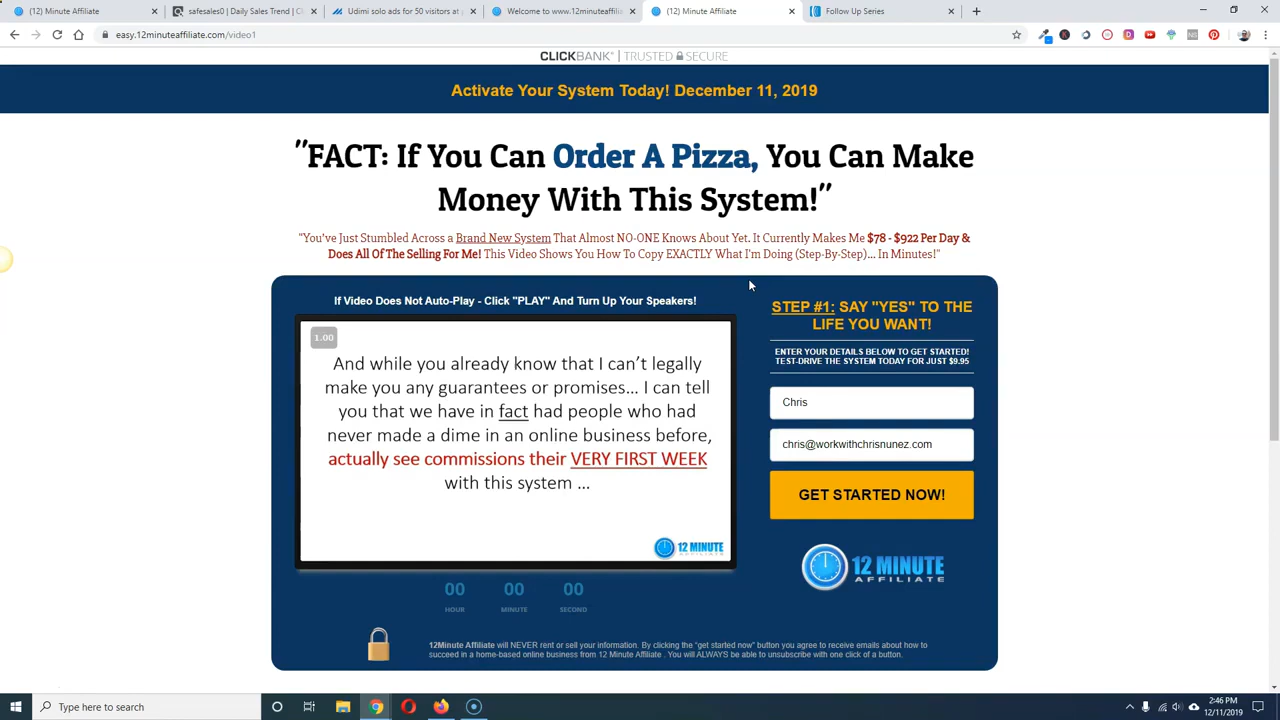 12 Minute Affiliate
safesales0 | Daily Sales Trend | C
buy solo ads for 50 visitors at
12 Minute Affiliate
Follow Up Series
easy.12minuteaffiliate.com/video1
CLICKBANK | TRUSTED SECURE
Activate Your System Today! December 11, 2019
"FACT: If You Can Order A Pizza, You Can Make
Money With This System!"
"You've Just Stumbled Across a Brand New System That Almost NO-ONE Knows About Yet. It Currently Makes Me $78 - $922 Per Day &
Does All Of The Selling For Me! This Video Shows You How To Copy EXACTLY What I'm Doing (Step-By-Step)... In Minutes!"
If Video Does Not Auto-Play - Click "PLAY" And Turn Up Your Speakers!
1.00
And while you already know that I can't legally
make you any guarantees or promises... I can tell
you that we have in fact had people who had
never made a dime in an online business before,
actually see commissions their VERY FIRST WEEK
with this system ...
12 MINUTE
AFFILIATE
STEP #1: SAY "YES" TO THE
LIFE YOU WANT!
ENTER YOUR DETAILS BELOW TO GET STARTED!
TEST-DRIVE THE SYSTEM TODAY FOR JUST $9.95
Chris
chris@workwithchrisnunez.com
GET STARTED NOW!
12 MINUTE
AFFILIATE
00 00 00
HOUR MINUTE SECOND
12Minute Affiliate will NEVER rent or sell your information. By clicking the "get started now" button you agree to receive emails about how to
succeed in a home-based online business from 12 Minute Affiliate . You will ALWAYS be able to unsubscribe with one click of a button.
Type here to search
2:46 PM
12/11/2019